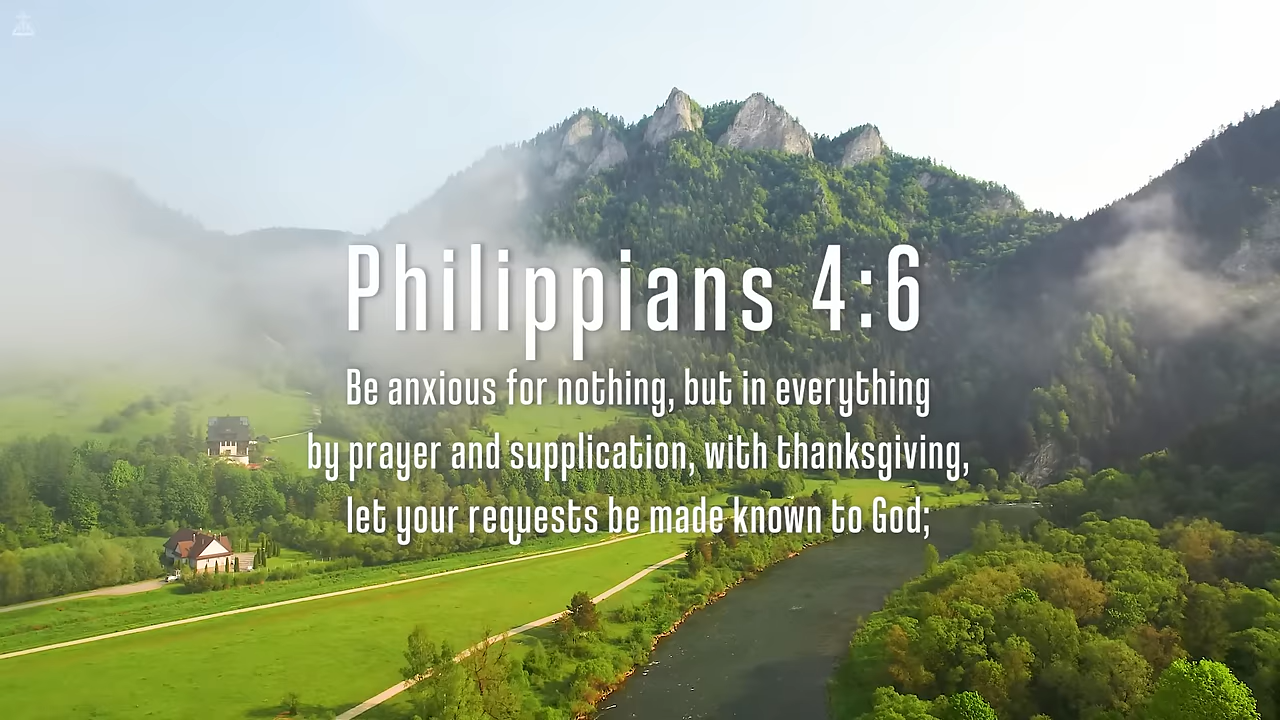 Philippians 4:6
Be anxious for nothing, but in everything
by prayer and supplication, with thanksgiving,
let your requests be made known to God;